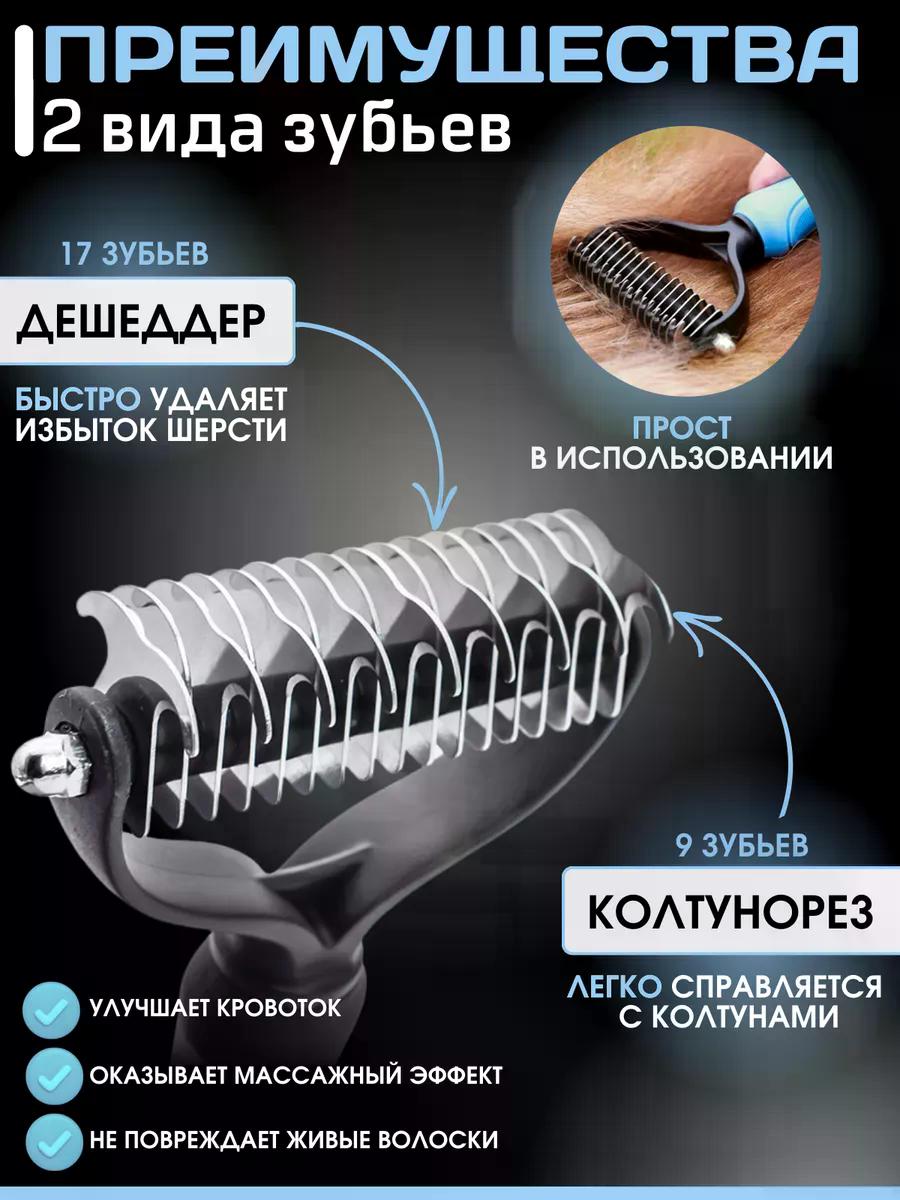 ПРЕИМУЩЕСТВА
2 вида зубьев
17 ЗУБЬЕВ
ДЕШЕДДЕР
БЫСТРО УДАЛЯЕТ
ИЗБЫТОК ШЕРСТИ
ПРОСТ
В ИСПОЛЬЗОВАНИИ
9 ЗУБЬЕВ
КОЛТУНОРЕЗ
ЛЕГКО СПРАВЛЯЕТСЯ
С КОЛТУНАМИ
УЛУЧШАЕТ КРОВОТОК
ОКАЗЫВАЕТ МАССАЖНЫЙ ЭФФЕКТ
НЕ ПОВРЕЖДАЕТ ЖИВЫЕ ВОЛОСКИ